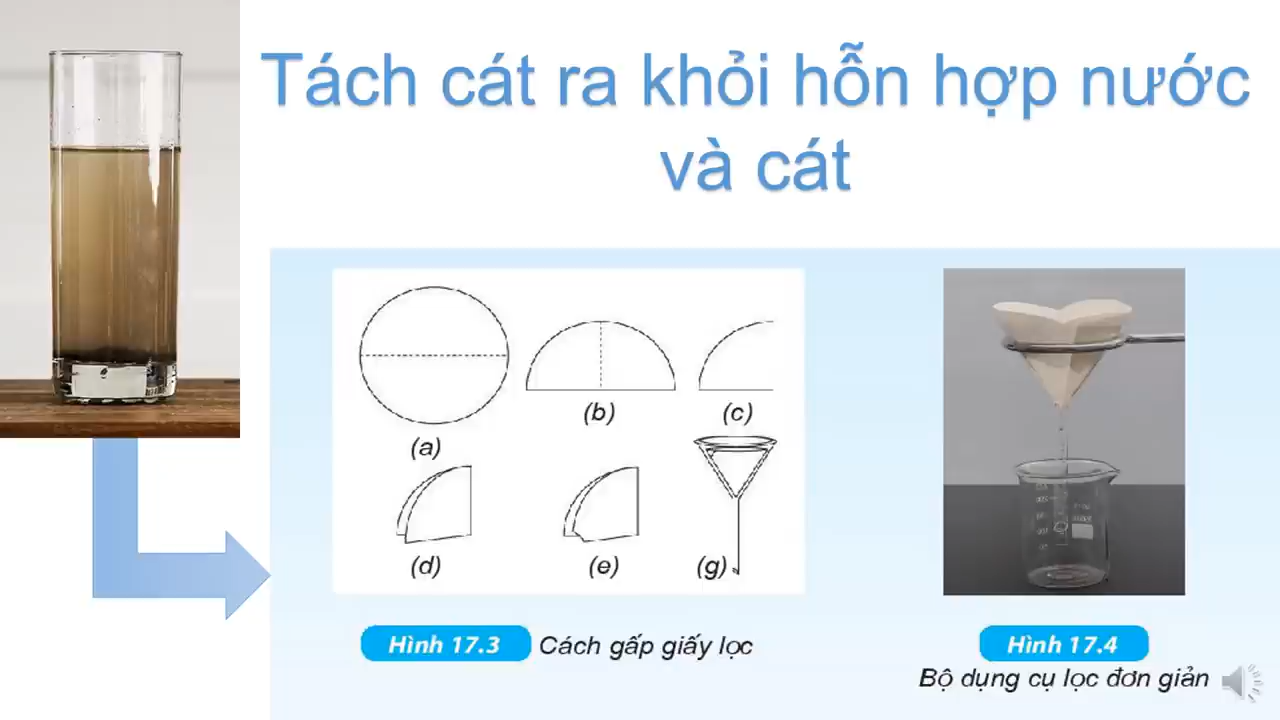 Tách cát ra khỏi hỗn hợp nước
và cát
(a)
(b)
(c)
(d)
(e)
(g)
Hình 17.3 Cách gấp giấy lọc
Hình 17.4
Bộ dụng cụ lọc đơn giản